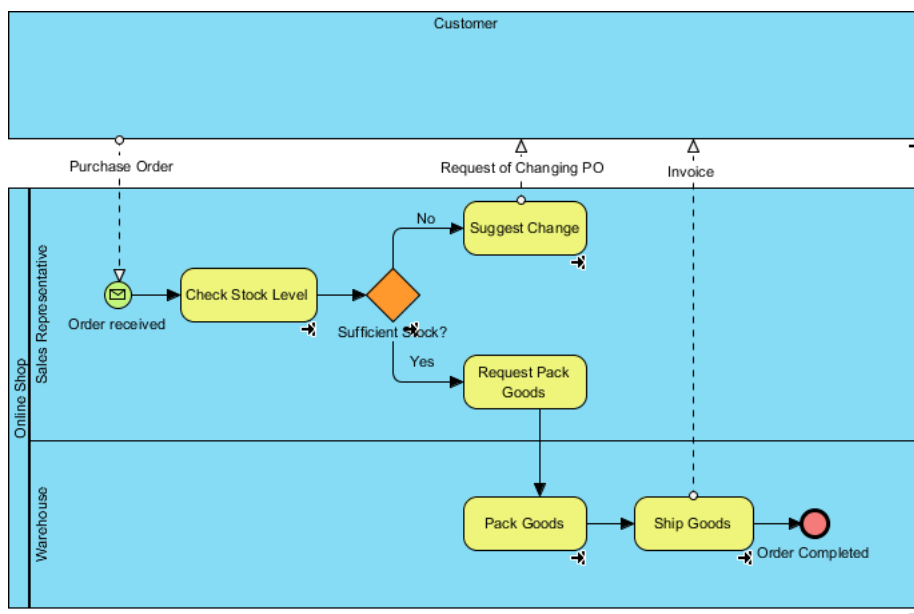 Customer
Purchase Order
Request of Changing PO
Invoice
Online Shop
Sales Representative
Order received
Check Stock Level
Sufficient Stock?
No
Suggest Change
Yes
Request Pack
Goods
Warehouse
Pack Goods
Ship Goods
Order Completed